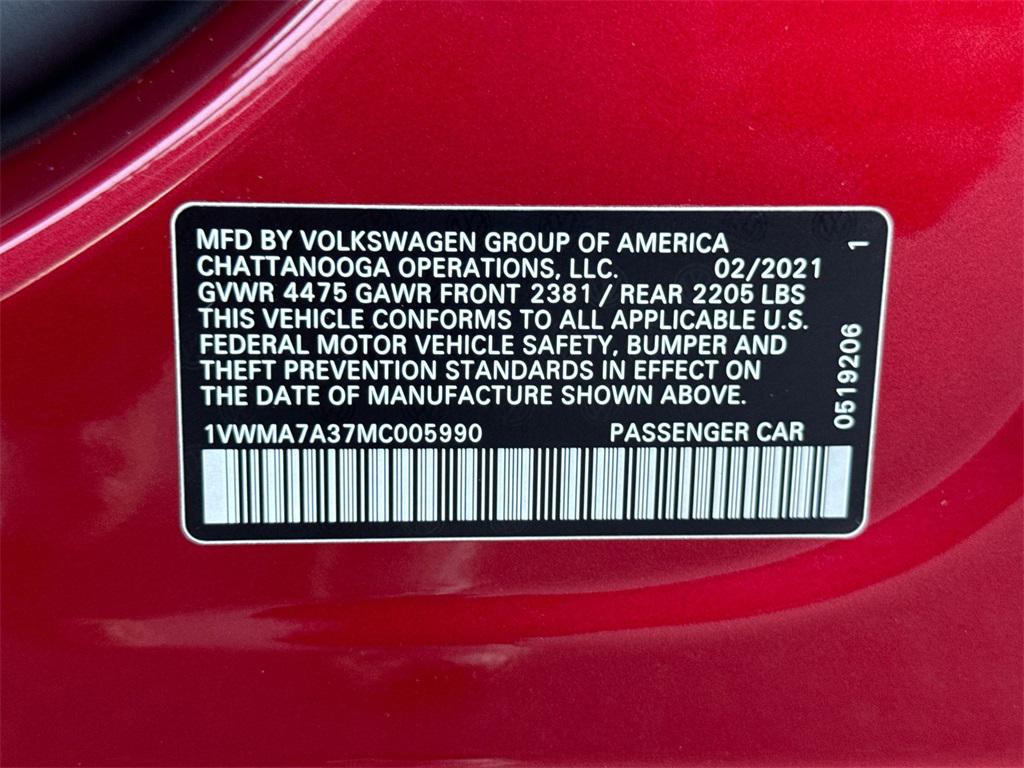 MFD BY VOLKSWAGEN GROUP OF AMERICA
CHATTANOOGA OPERATIONS, LLC. 02/2021
GVWR 4475 GAWR FRONT 2381 / REAR 2205 LBS
THIS VEHICLE CONFORMS TO ALL APPLICABLE U.S.
FEDERAL MOTOR VEHICLE SAFETY, BUMPER AND
THEFT PREVENTION STANDARDS IN EFFECT ON
THE DATE OF MANUFACTURE SHOWN ABOVE.
1VWMA7A37MC005990 PASSENGER CAR
0519206 1